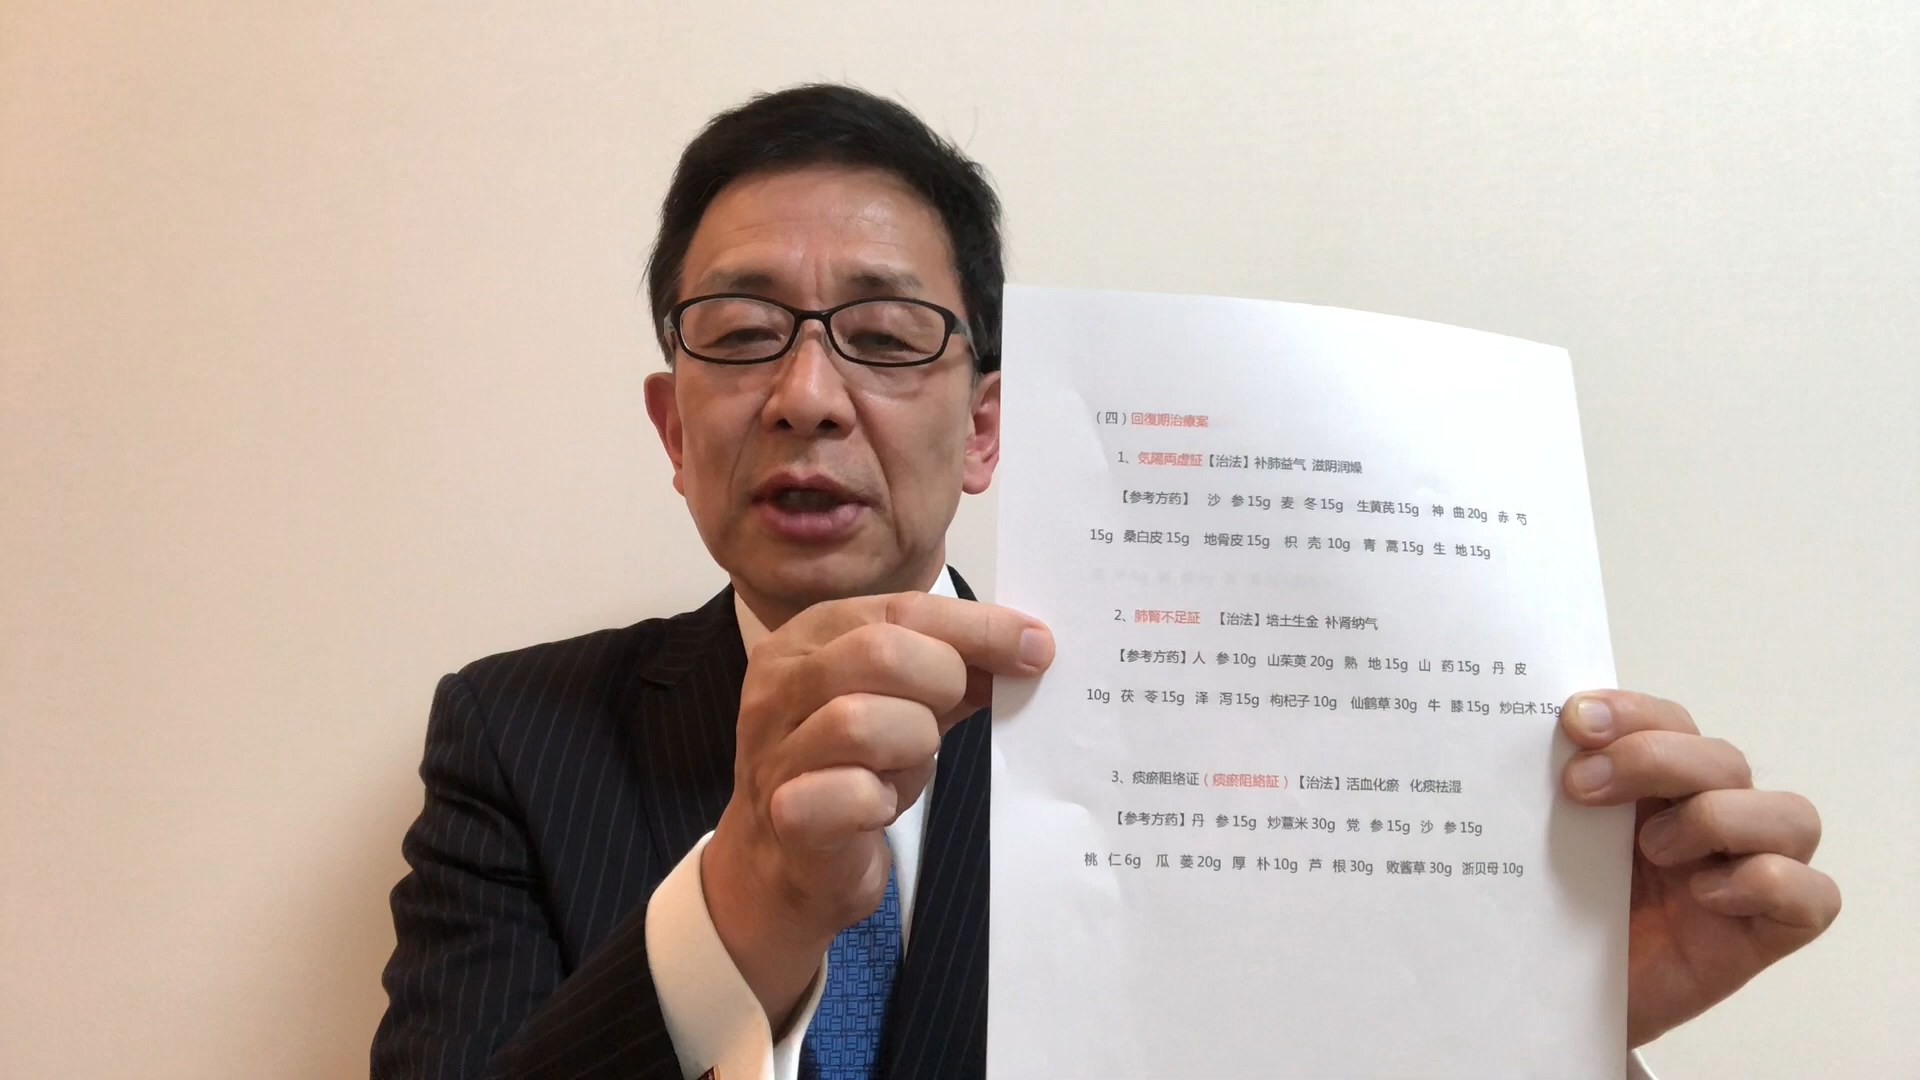 （四）回復期治療案
1、気陽両虚証【治法】补肺益气 滋阴润燥
【参考方药】 沙 参15g 麦 冬15g 生黄芪15g 神 曲20g 赤 芍
15g 桑白皮15g 地骨皮15g 枳 壳 10g 青 蒿15g 生 地15g
2、肺腎不足証 【治法】培土生金 补肾纳气
【参考方药】人 参10g 山茱萸20g 熟 地15g 山 药15g 丹 皮
10g 茯 苓15g 泽 泻15g 枸杞子10g 仙鹤草30g 牛 膝15g 炒白术15g
3、痰瘀阻络证（痰瘀阻絡証）【治法】活血化瘀 化痰祛湿
【参考方药】丹 参15g 炒薏米30g 党 参15g 沙 参15g
桃 仁6g 瓜 蒌20g 厚 朴10g 芦 根30g 败酱草30g 浙贝母10g